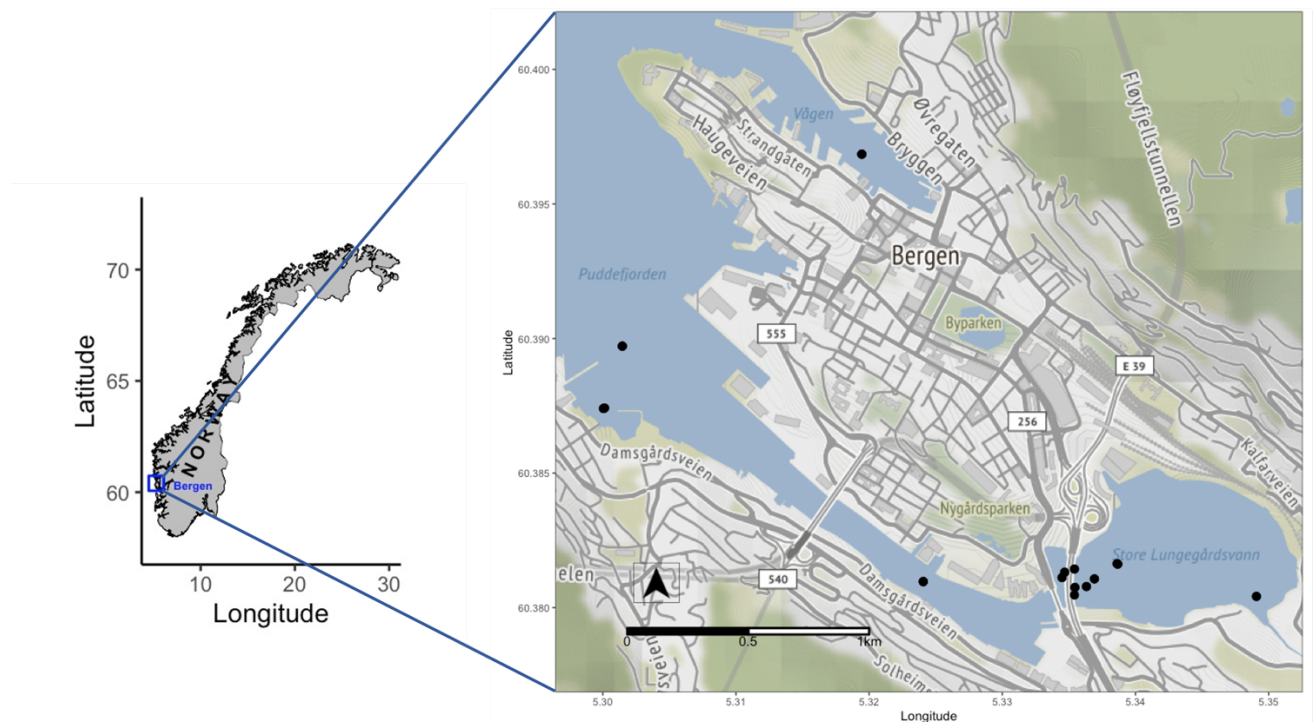 70
65
60
10
20
30
Latitude
Longitude
NORWAY
Bergen
60.400
60.395
60.390
60.385
60.380
Latitude
5.30
5.31
5.32
5.33
5.34
5.35
Longitude
Vågen
Fløyfjellstunnellen
Øvregaten
Strandgaten
Haugeveien
Bryggen
Bergen
Puddefjorden
Byparken
555
E 39
256
Kalfarveien
Damsgårdsveien
Nygårdsparken
Store Lungegårdsvann
elen
540
Damsgårdsveien
0
0.5
1km
sveien
Solheim